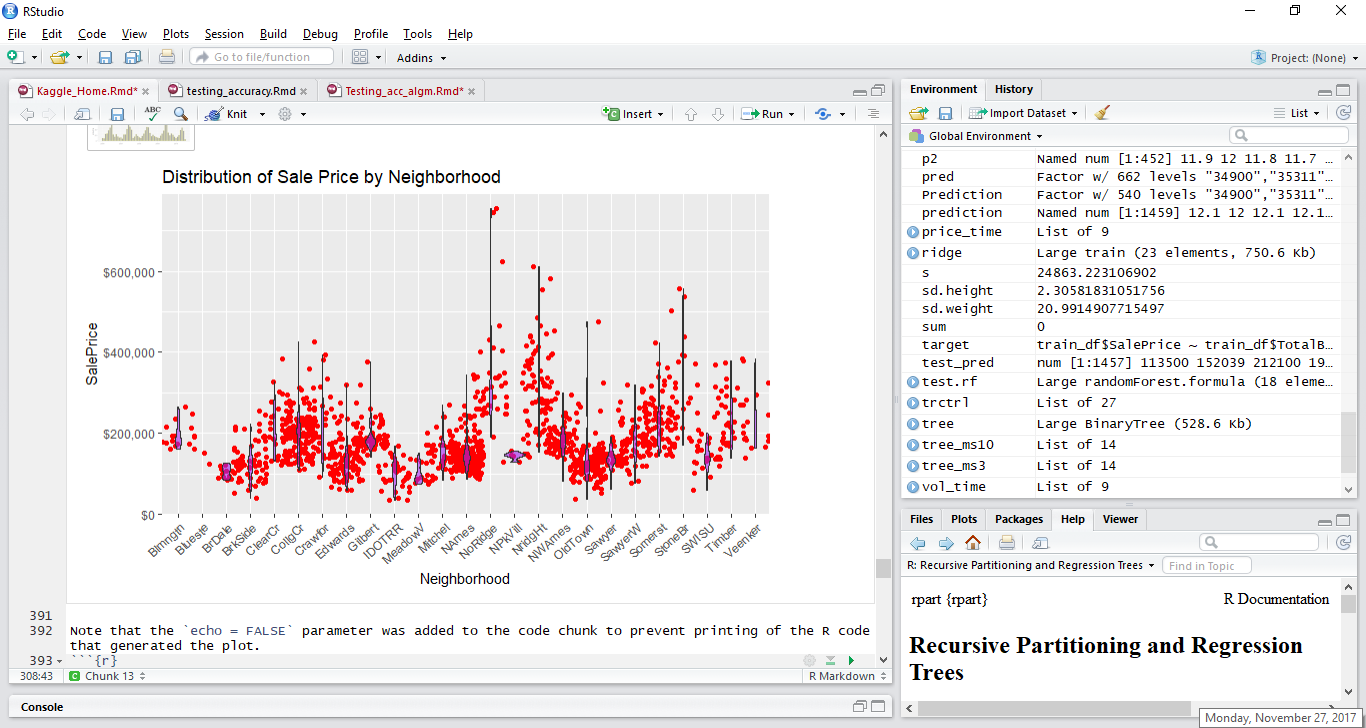 RStudio
File Edit Code View Plots Session Build Debug Profile Tools Help
Go to file/function Addins Project: (None)
Kaggle_Home.Rmd* testing_accuracy.Rmd Testing_acc_algm.Rmd*
ABC Knit Insert Run
Distribution of Sale Price by Neighborhood
SalePrice
$600,000
$400,000
$200,000
$0
Blmngtn Blueste BrDale BrkSide ClearCr CollgCr Crawfor Edwards Gilbert IDOTRR MeadowV Mitchel NAmes NoRidge NPkVill NridgHt NWAmes OldTown Sawyer SawyerW Somerst StoneBr SWISU Timber Veenker
Neighborhood
391
392 Note that the `echo = FALSE` parameter was added to the code chunk to prevent printing of the R code
that generated the plot.
393 ```{r}
308:43 C Chunk 13 R Markdown
Console
Environment History
Import Dataset List
Global Environment
p2 Named num [1:452] 11.9 12 11.8 11.7 …
pred Factor w/ 662 levels "34900","35311"…
Prediction Factor w/ 540 levels "34900","35311"…
prediction Named num [1:1459] 12.1 12 12.1 12.1…
price_time List of 9
ridge Large train (23 elements, 750.6 Kb)
s 24863.223106902
sd.height 2.30581831051756
sd.weight 20.9914907715497
sum 0
target train_df$SalePrice ~ train_df$TotalB…
test_pred num [1:1457] 113500 152039 212100 19…
test.rf Large randomForest.formula (18 eleme…
trctrl List of 27
tree Large BinaryTree (528.6 Kb)
tree_ms10 List of 14
tree_ms3 List of 14
vol_time List of 9
Files Plots Packages Help Viewer
R: Recursive Partitioning and Regression Trees Find in Topic
rpart {rpart} R Documentation
Recursive Partitioning and Regression
Trees
Monday, November 27, 2017